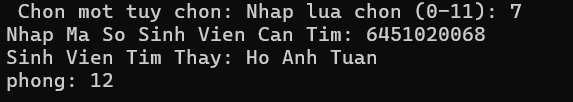 Chon mot tuy chon: Nhap lua chon (0-11): 7
Nhap Ma So Sinh Vien Can Tim: 6451020068
Sinh Vien Tim Thay: Ho Anh Tuan
phong: 12